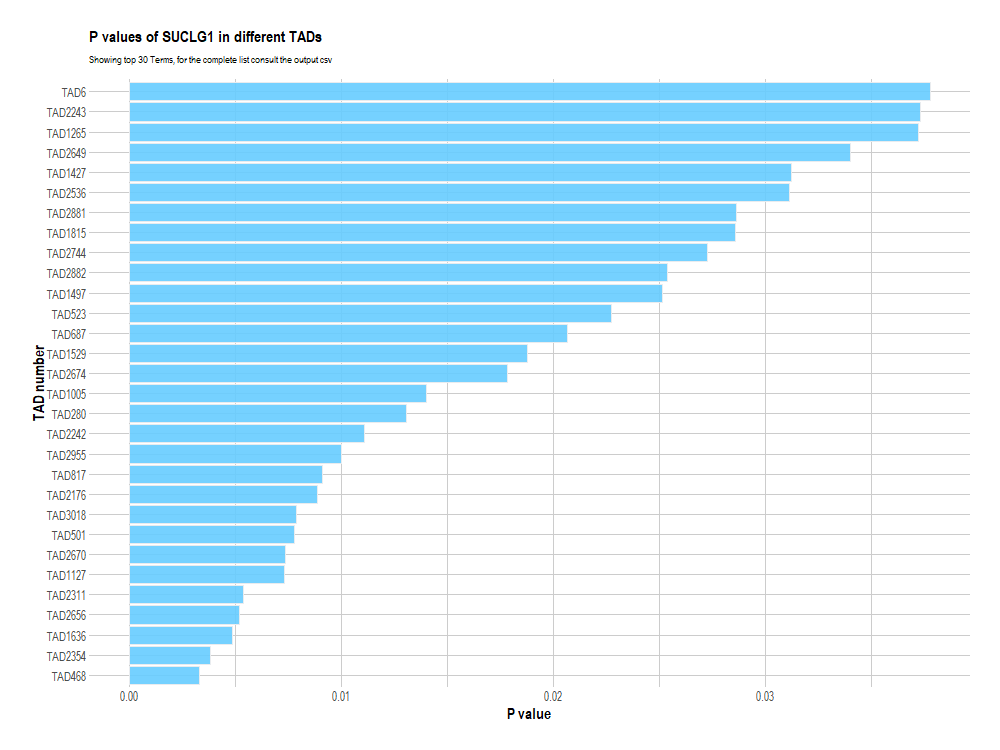 P values of SUCLG1 in different TADs
Showing top 30 Terms, for the complete list consult the output csv
TAD6
TAD2243
TAD1265
TAD2649
TAD1427
TAD2536
TAD2881
TAD1815
TAD2744
TAD2882
TAD1497
TAD523
TAD687
TAD1529
TAD2674
TAD1005
TAD280
TAD2242
TAD2955
TAD817
TAD2176
TAD3018
TAD501
TAD2670
TAD1127
TAD2311
TAD2656
TAD1636
TAD2354
TAD468
TAD number
0.00 0.01 0.02 0.03
P value